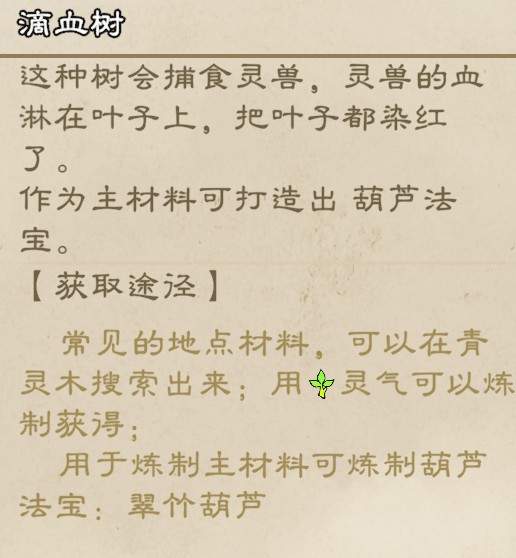 滴血树
这种树会捕食灵兽，灵兽的血
淋在叶子上，把叶子都染红
了。
作为主材料可打造出 葫芦法
宝。
【获取途径】
常见的地点材料，可以在青
灵木搜索出来；用灵气可以炼
制获得；
用于炼制主材料可炼制葫芦
法宝：翠竹葫芦